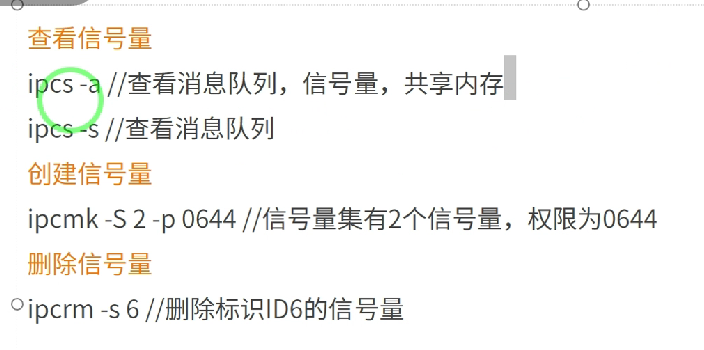 查看信号量
ipcs -a //查看消息队列，信号量，共享内存
ipcs -s //查看消息队列
创建信号量
ipcmk -S 2 -p 0644 //信号量集有2个信号量，权限为0644
删除信号量
ipcrm -s 6 //删除标识ID6的信号量